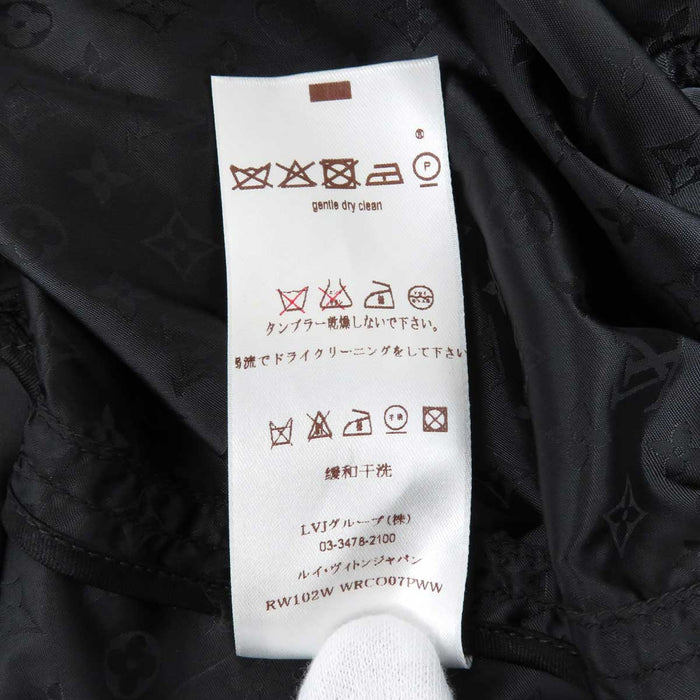 P
gentle dry clean
タンブラー乾燥しないで下さい。
弱流でドライクリーニングをして下さい
缓和干洗
LVJグループ(株)
03-3478-2100
ルイ・ヴィトンジャパン
RW102W WRCO07PWW